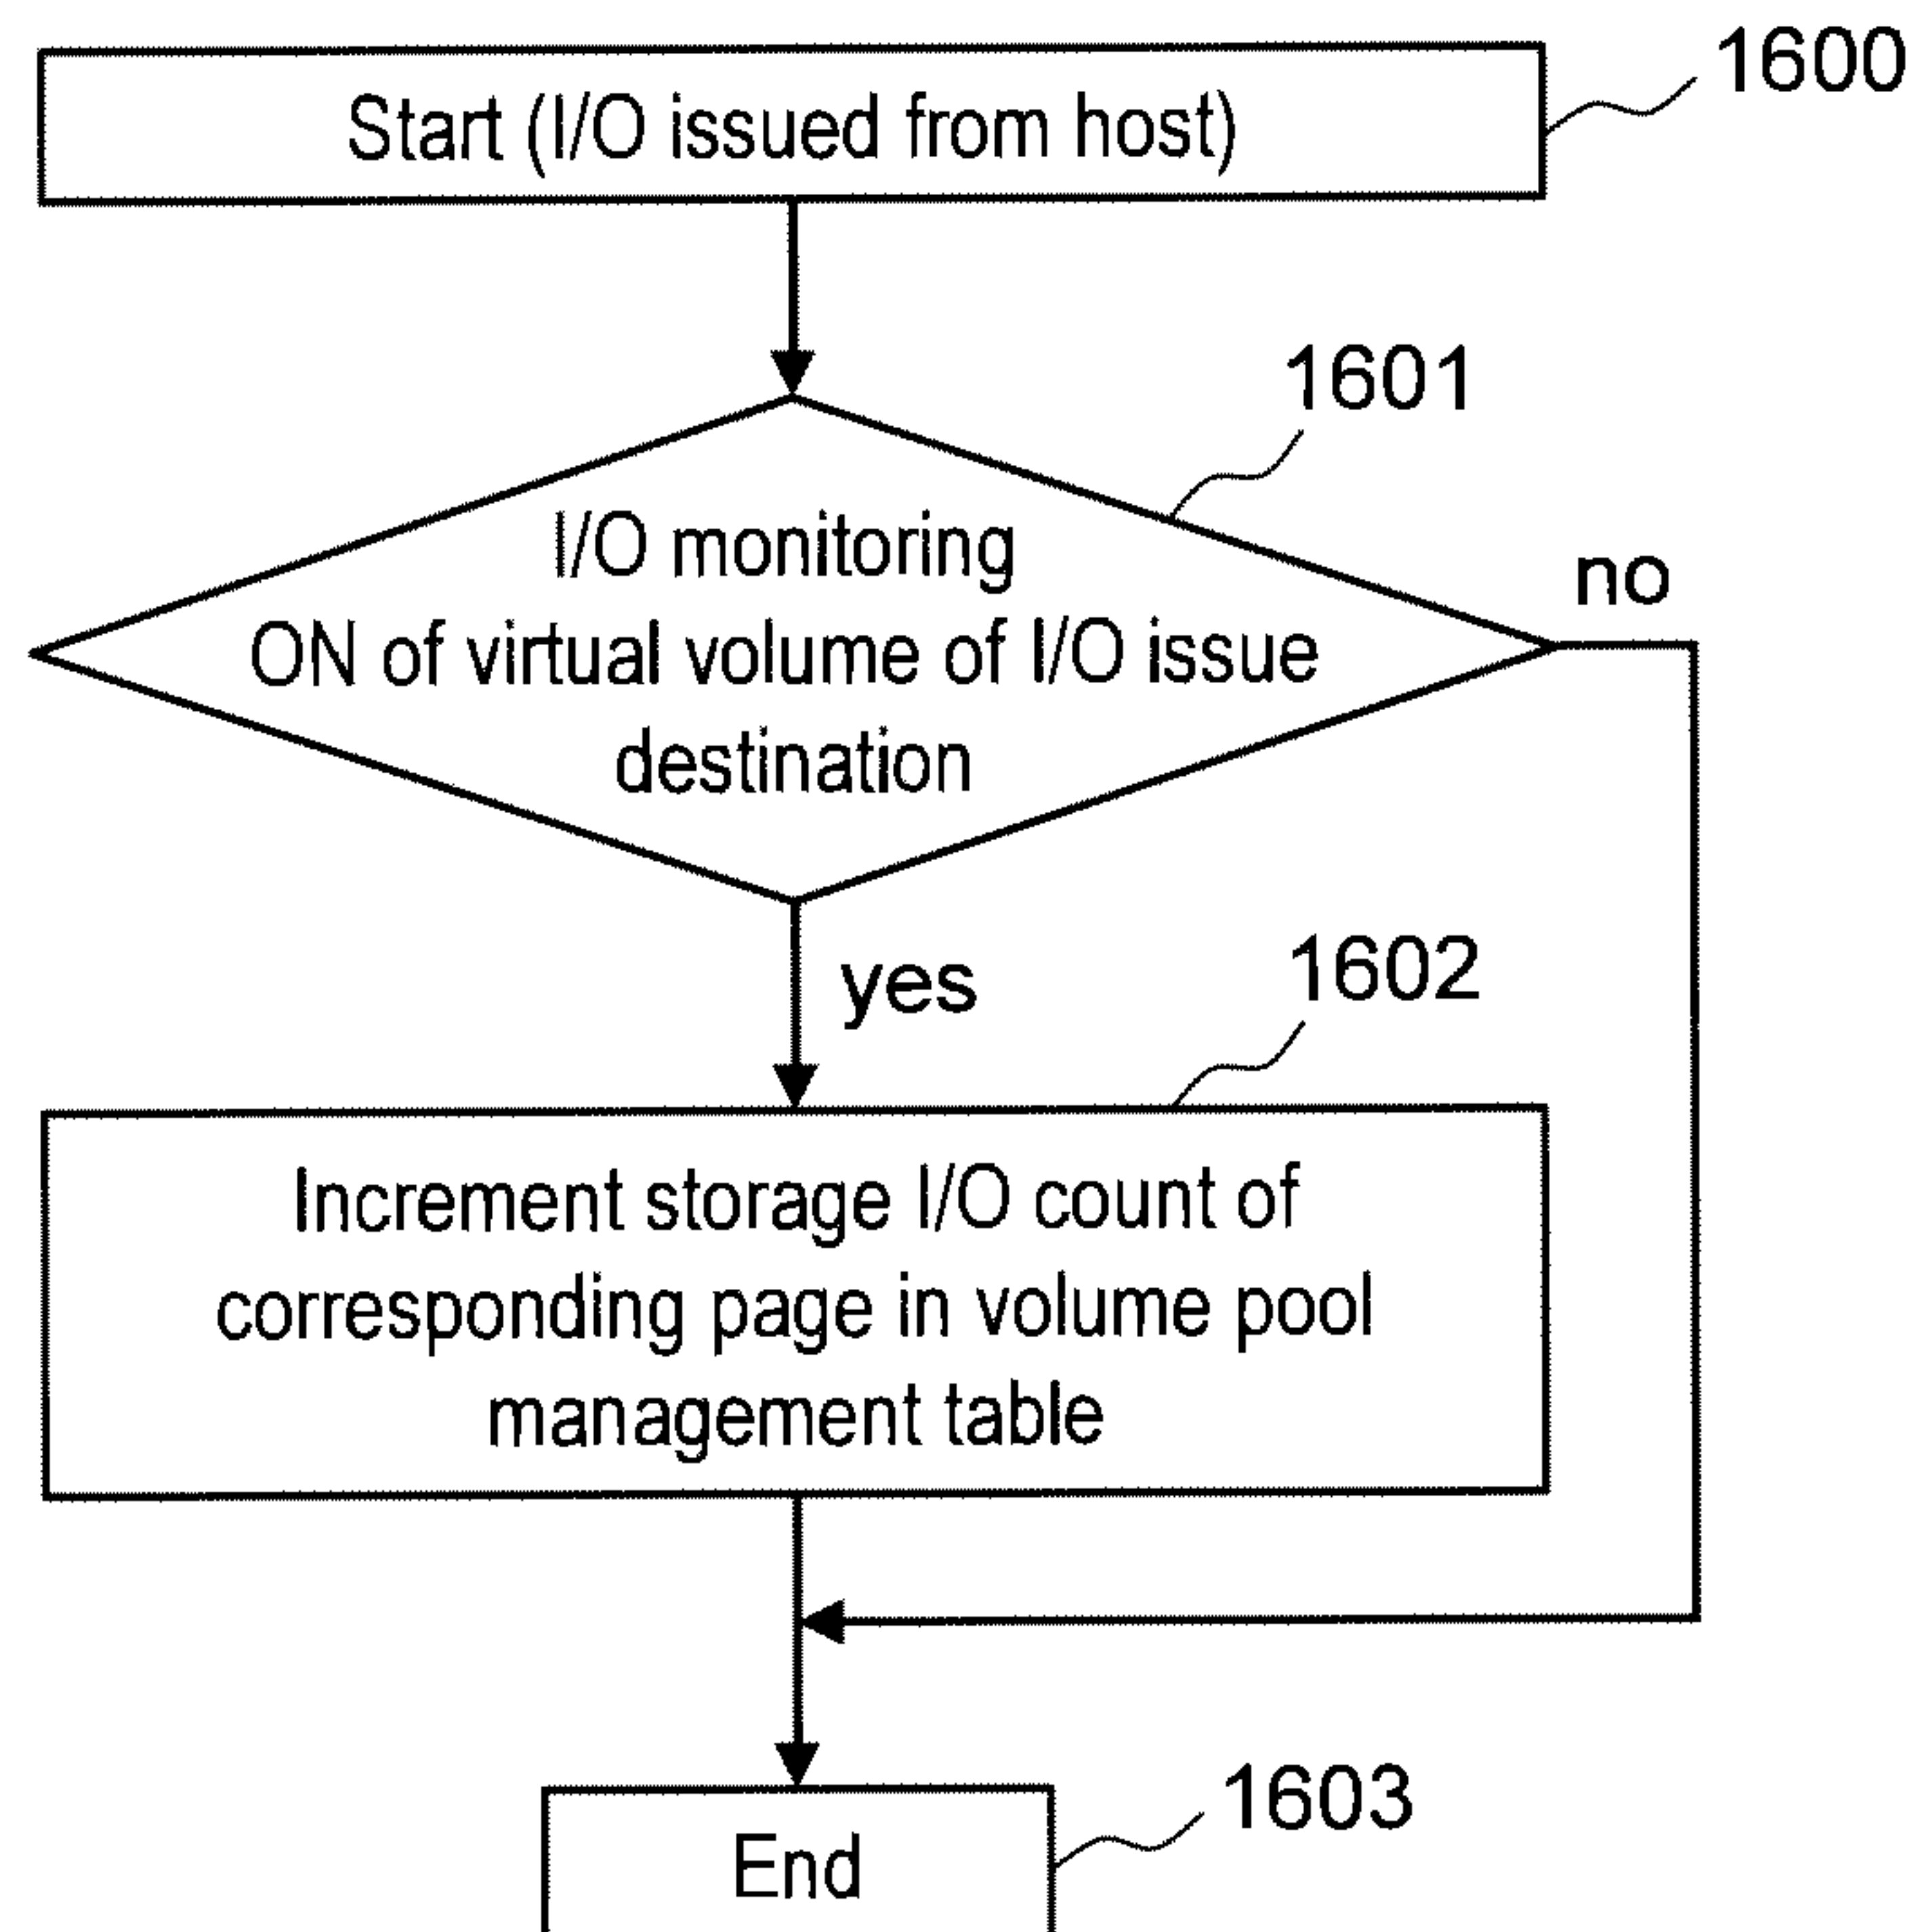 1600
Start (I/O issued from host)
1601
I/O monitoring
ON of virtual volume of I/O issue
destination
no
yes
1602
Increment storage I/O count of
corresponding page in volume pool
management table
1603
End